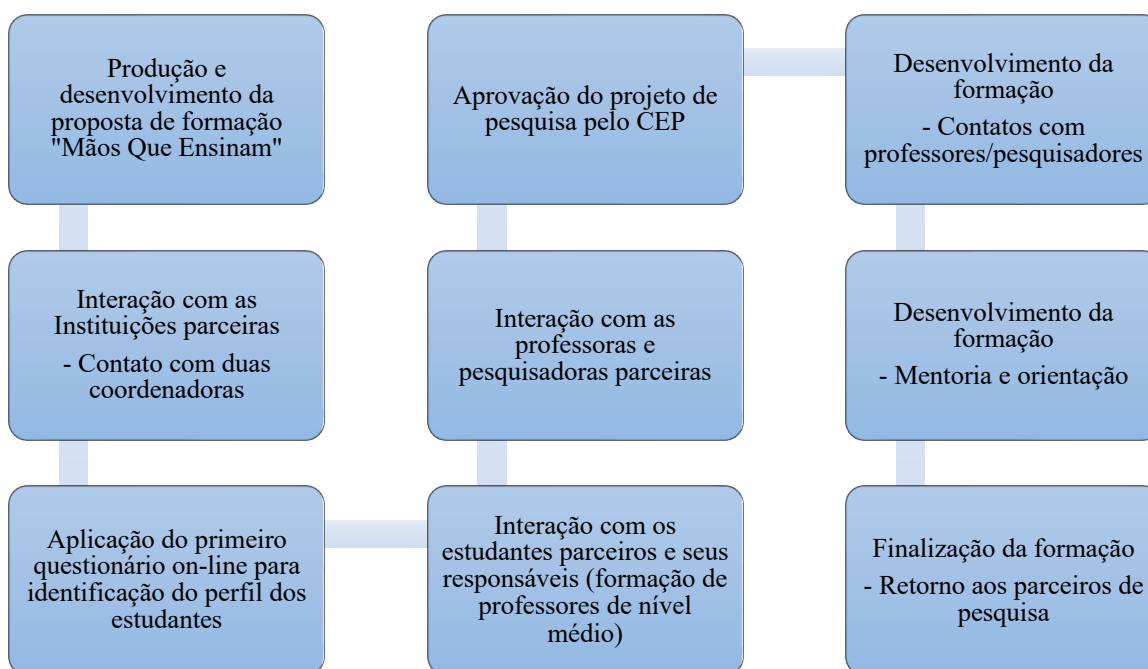 Produção e
desenvolvimento da
proposta de formação
"Mãos Que Ensinam"
Interação com as
Instituições parceiras
- Contato com duas
coordenadoras
Aplicação do primeiro
questionário on-line para
identificação do perfil dos
estudantes
Interação com os
estudantes parceiros e seus
responsáveis (formação de
professores de nível
médio)
Interação com as
professoras e
pesquisadoras parceiras
Aprovação do projeto de
pesquisa pelo CEP
Desenvolvimento da
formação
- Contatos com
professores/pesquisadores
Desenvolvimento da
formação
- Mentoria e orientação
Finalização da formação
- Retorno aos parceiros de
pesquisa